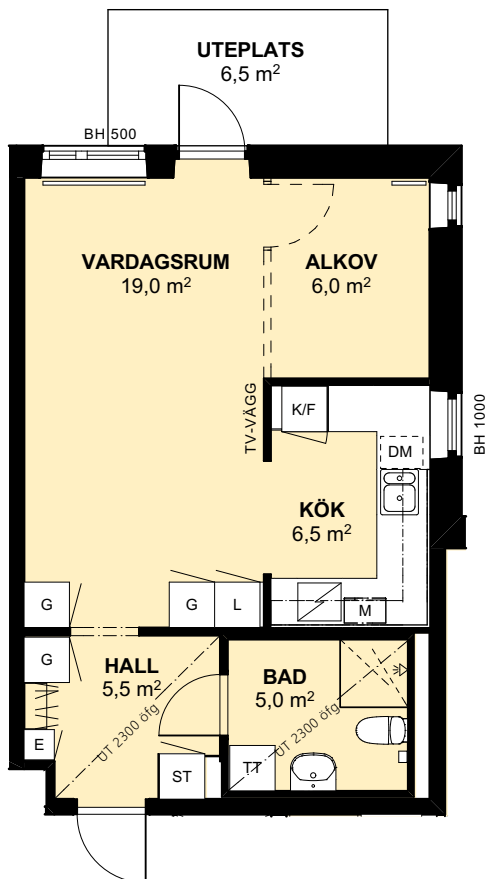 UTEPLATS
6,5 m²
BH 500
VARDAGSRUM
19,0 m²
ALKOV
6,0 m²
TV-VÄGG
K/F
BH 1000
DM
KÖK
6,5 m²
G
G
L
M
G
HALL
5,5 m²
BAD
5,0 m²
UT 2300 öfg
UT 2300 öfg
E
ST
TT